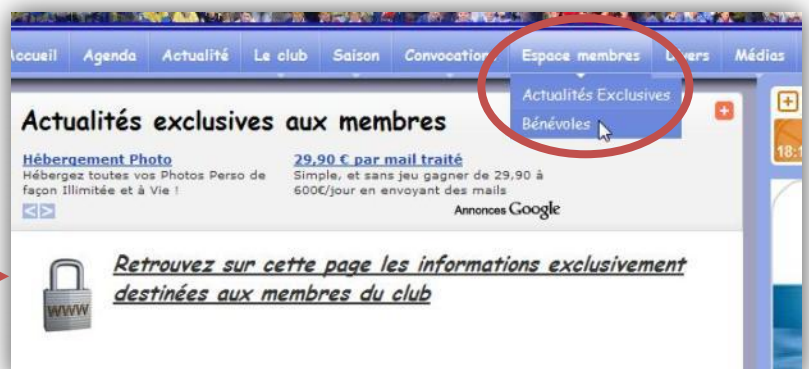 Accueil Agenda Actualité Le club Saison Convocations Espace membres Divers Médias
Actualités Exclusives
Bénévoles
Actualités exclusives aux membres
Hébergement Photo
Hébergez toutes vos Photos Perso de
façon Illimitée et à Vie !
29,90 € par mail traité
Simple, et sans jeu gagner de 29,90 à
600€/jour en envoyant des mails
Annonces Google
18:1
Retrouvez sur cette page les informations exclusivement
destinées aux membres du club
WWW